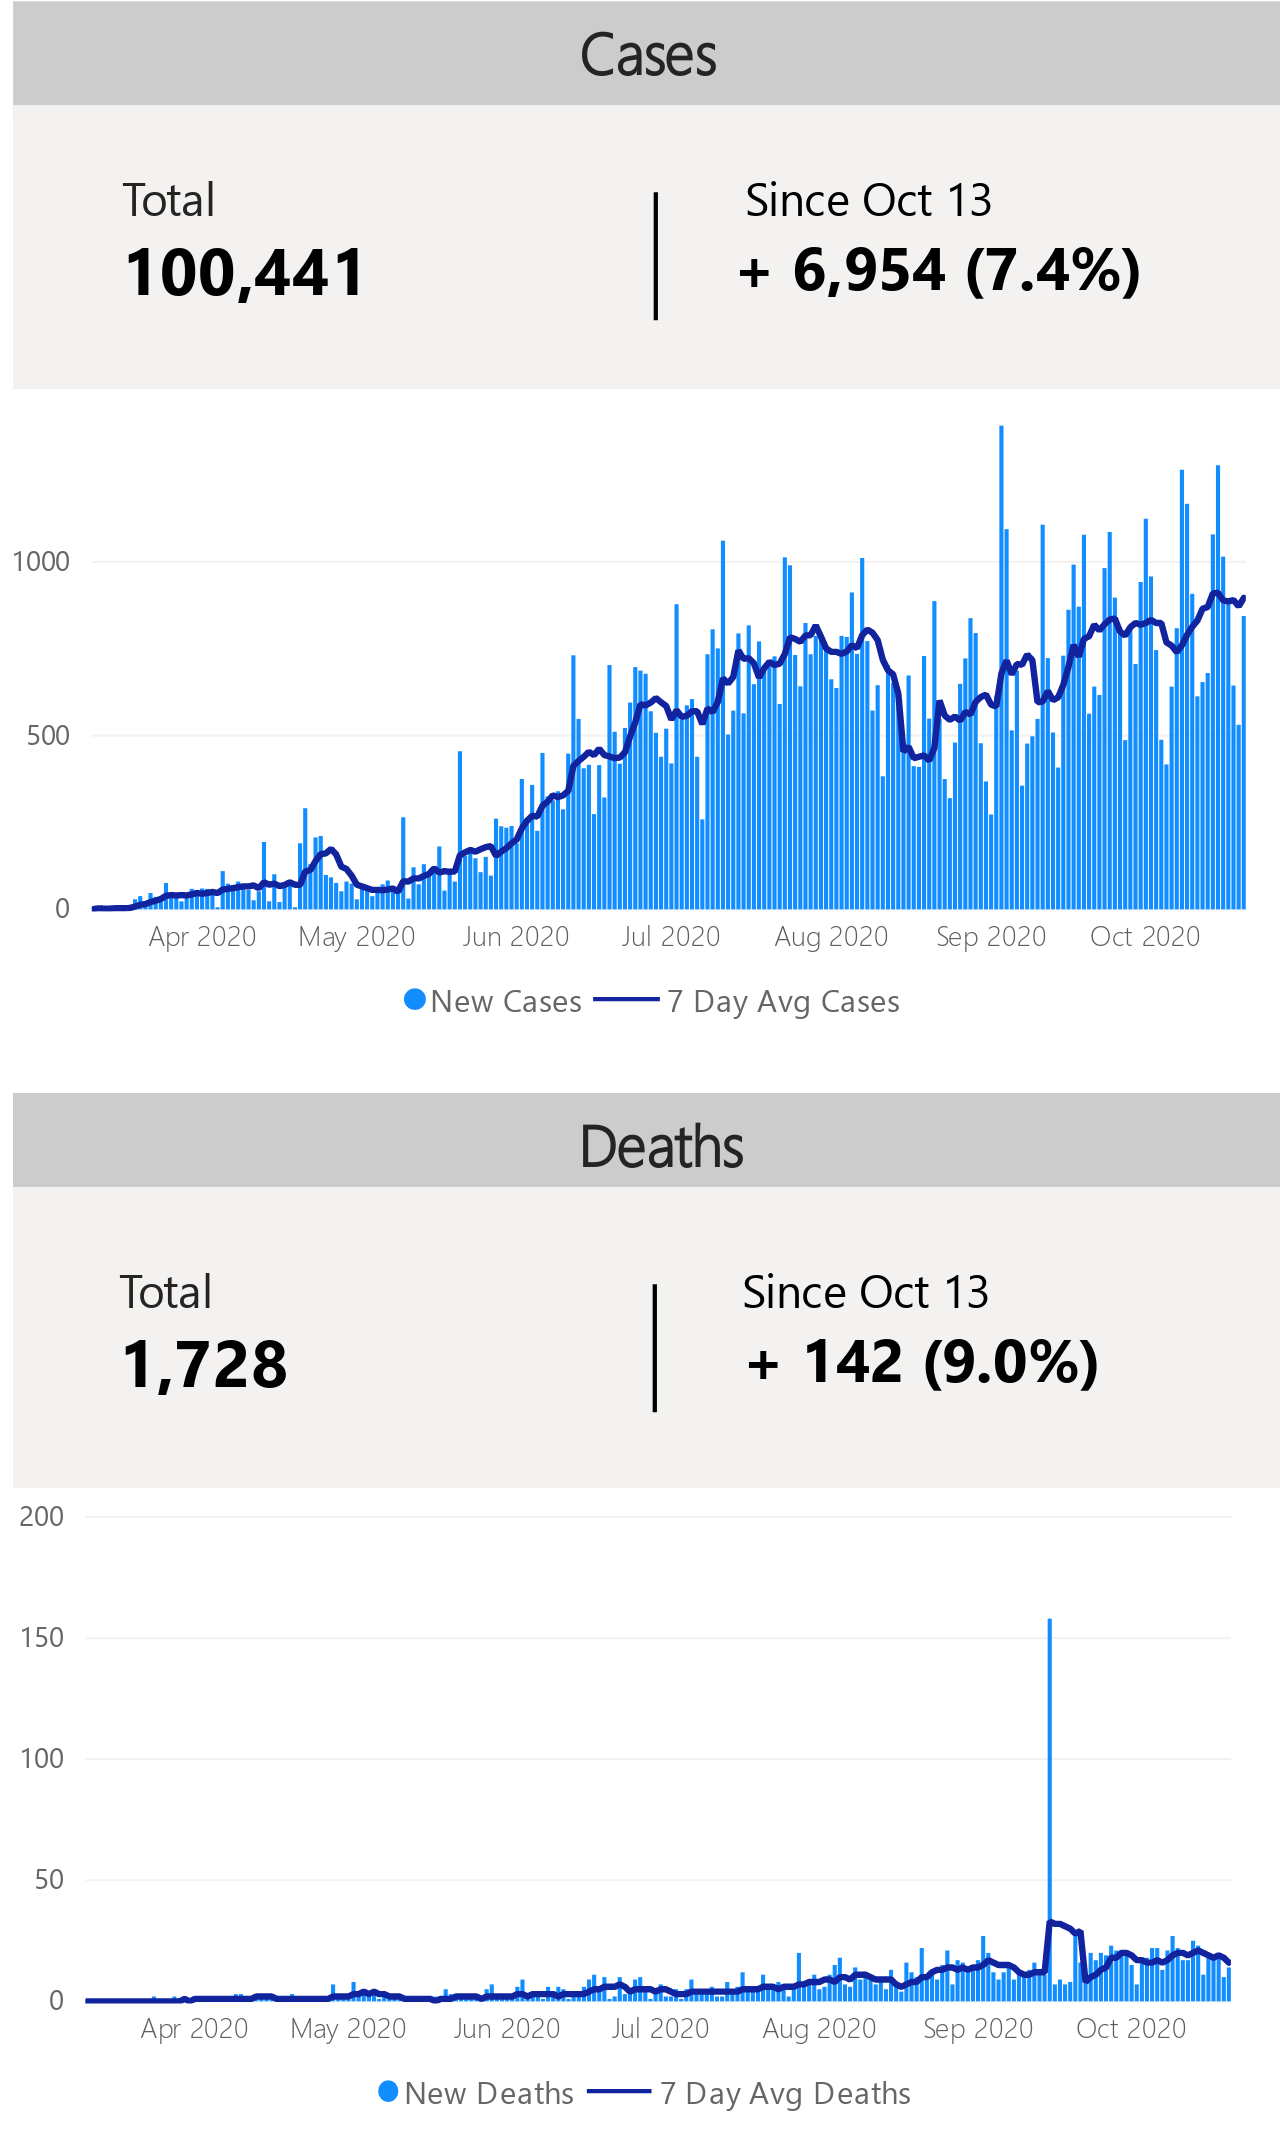 Cases
Total
Since Oct 13
100,441
+ 6,954 (7.4%)
1000
500
0
Apr 2020 May 2020 Jun 2020 Jul 2020 Aug 2020 Sep 2020 Oct 2020
New Cases 7 Day Avg Cases
Deaths
Total
Since Oct 13
1,728
+ 142 (9.0%)
200
150
100
50
0
Apr 2020 May 2020 Jun 2020 Jul 2020 Aug 2020 Sep 2020 Oct 2020
New Deaths 7 Day Avg Deaths